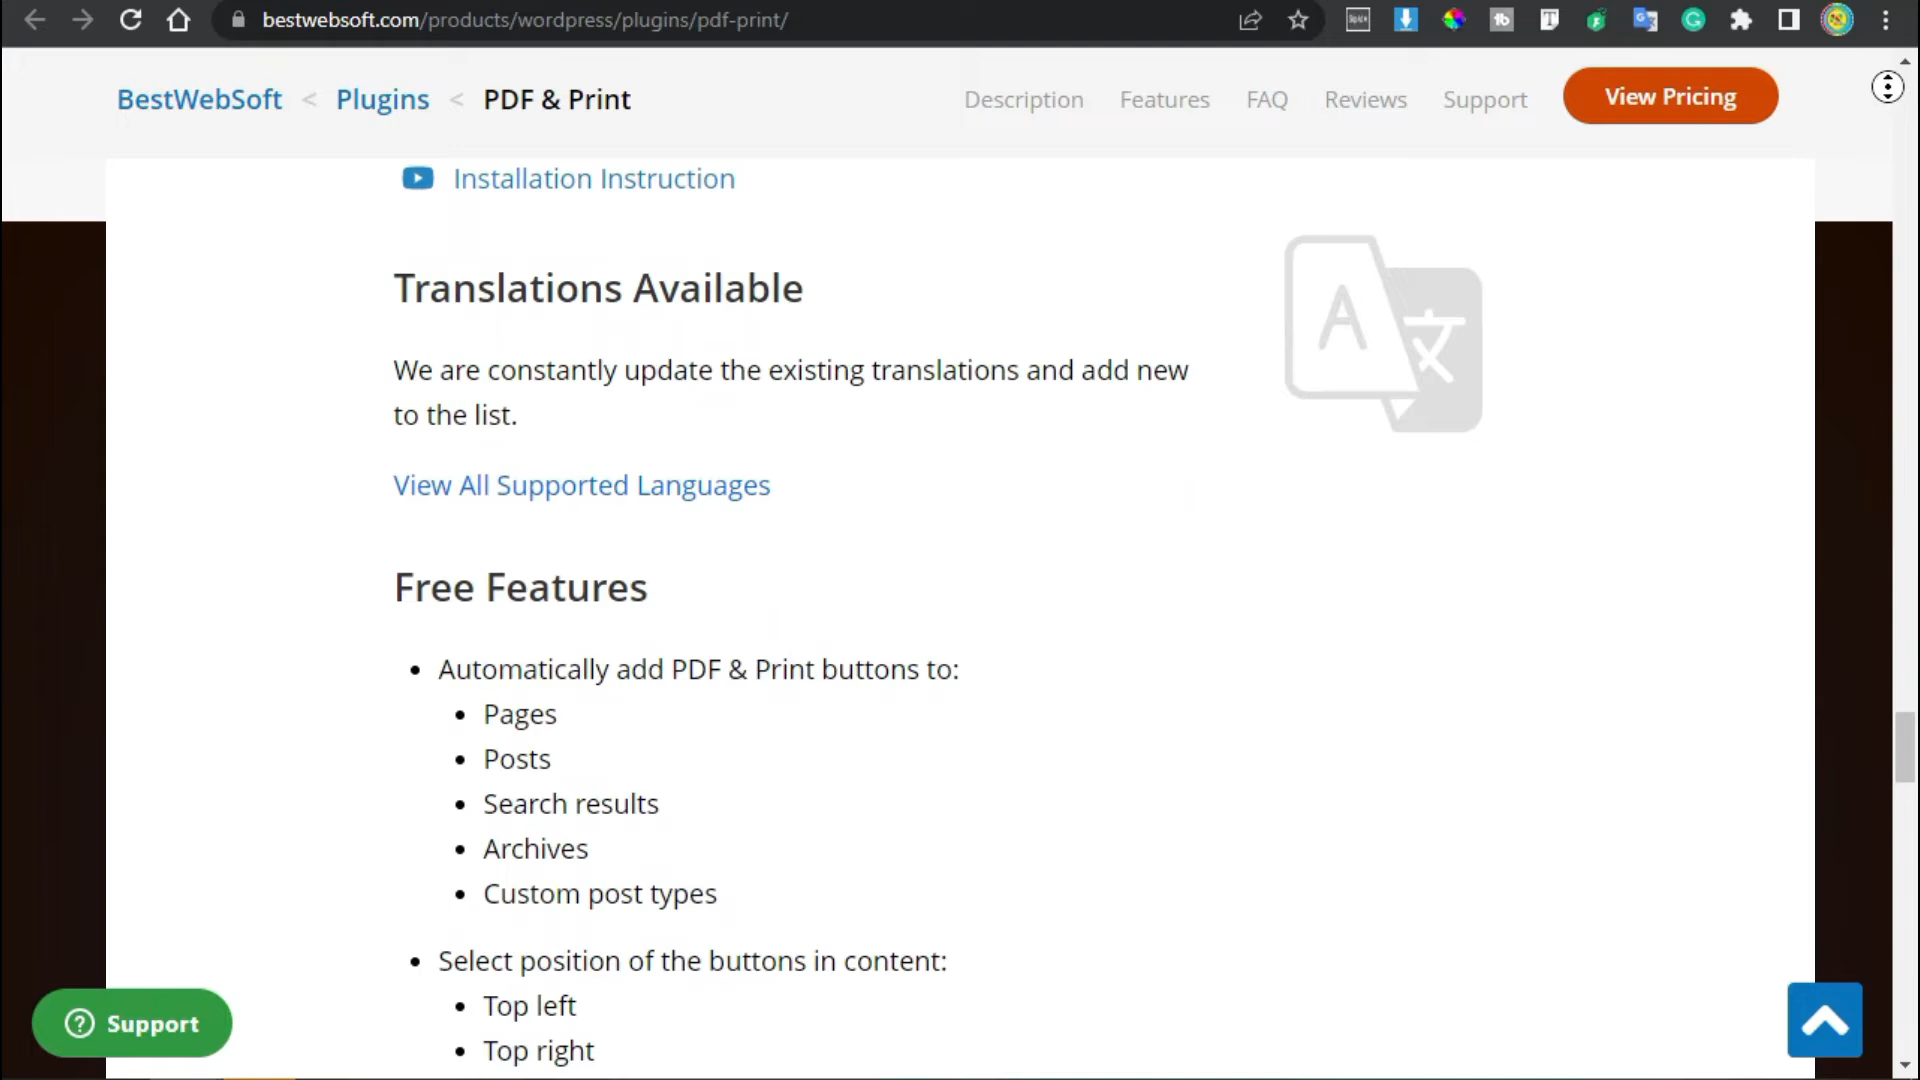 bestwebsoft.com/products/wordpress/plugins/pdf-print/
BestWebSoft < Plugins < PDF & Print
Description Features FAQ Reviews Support View Pricing
Installation Instruction
Translations Available
We are constantly update the existing translations and add new
to the list.
View All Supported Languages
A 文
Free Features
• Automatically add PDF & Print buttons to:
• Pages
• Posts
• Search results
• Archives
• Custom post types
• Select position of the buttons in content:
• Top left
• Top right
? Support